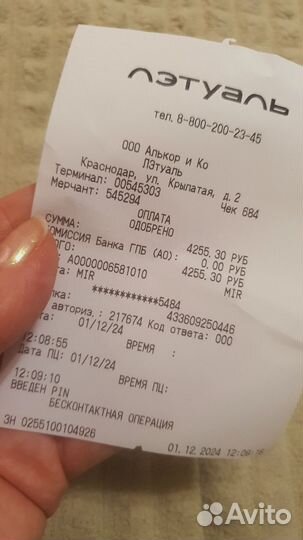 ЛЭТУАЛЬ
тел. 8-800-200-23-45
ООО Алькор и Ко
Лэтуаль
Краснодар, ул. Крылатая, д. 2
Терминал: 00545303 Чек 684
Мерчант: 545294
ОПЛАТА
ОДОБРЕНО
СУММА: 4255.30 РУБ
КОМИССИЯ Банка ГПБ (АО): 0.00 РУБ
4255.30 РУБ
A0000006581010 MIR
MIR
************5484
433609250446
авториз.: 217674 Код ответа: 000
01/12/24 ВРЕМЯ :
12:08:55
Дата ПЦ: 01/12/24 ВРЕМЯ ПЦ:
12:09:10
ВВЕДЕН PIN
БЕСКОНТАКТНАЯ ОПЕРАЦИЯ
ЗН 0255100104926
01.12.2024
Avito